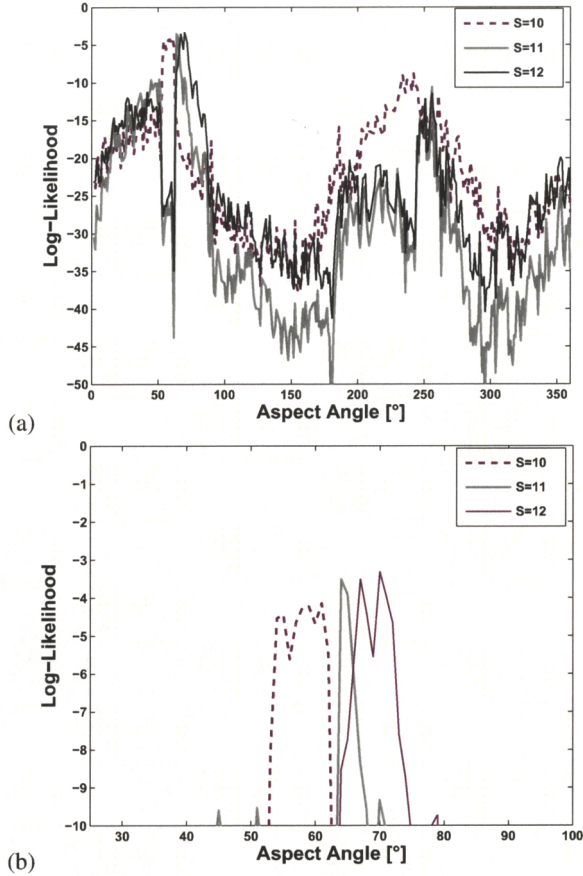 0
−5
−10
−15
−20
−25
−30
−35
−40
−45
−50
Log−Likelihood
S=10
S=11
S=12
0 50 100 150 200 250 300 350
Aspect Angle [°]
(a)
0
−1
−2
−3
−4
−5
−6
−7
−8
−9
−10
Log−Likelihood
S=10
S=11
S=12
30 40 50 60 70 80 90 100
Aspect Angle [°]
(b)